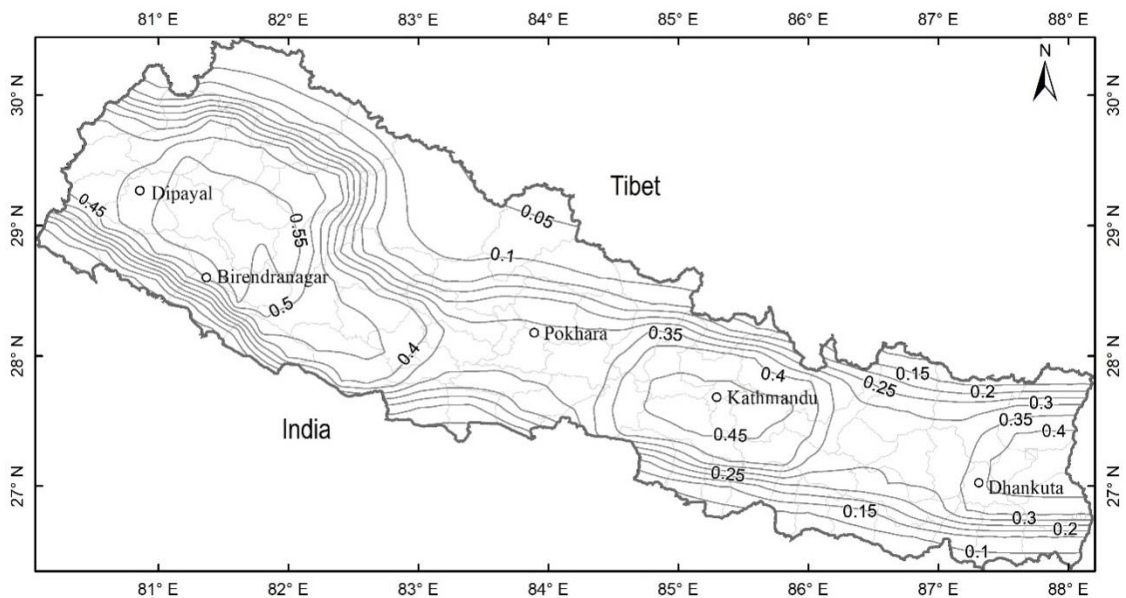 81° E 82° E 83° E 84° E 85° E 86° E 87° E 88° E
N
30° N 30° N
Tibet
Dipayal
0.45
0.05
29° N 29° N
0.55
0.1
Birendranagar
0.5
Pokhara
0.35
28° N 28° N
0.4
0.4
0.15
0.25
0.2
Kathmandu
0.3
India
0.35
0.45
0.4
0.25
27° N 27° N
Dhankuta
0.15
0.3
0.2
0.1
81° E 82° E 83° E 84° E 85° E 86° E 87° E 88° E